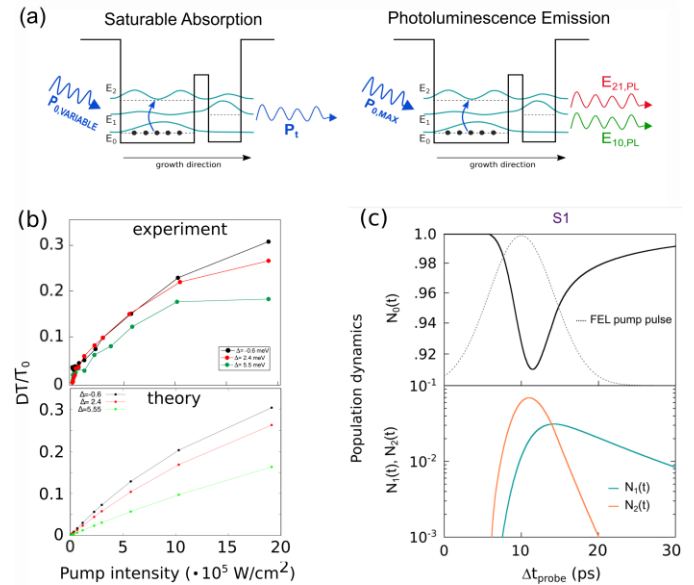 (a)
Saturable Absorption
Photoluminescence Emission
E2
E1
E0
P0,VARIABLE
Pt
growth direction
E2
E1
E0
P0,MAX
E21,PL
E10,PL
growth direction
(b)
experiment
0.3
0.2
0.1
0
Δ= -0.6 meV
Δ= 2.4 meV
Δ= 5.5 meV
DT/T0
theory
Δ=-0.6
Δ= 2.4
Δ=5.55
0.3
0.2
0.1
0
0 5 10 15 20
Pump intensity (·10⁵ W/cm²)
(c)
S1
1.0
.98
.96
.94
.92
N0(t)
FEL pump pulse
Population dynamics
10⁻¹
10⁻²
10⁻³
N1(t), N2(t)
N1(t)
N2(t)
0 10 20 30
Δtprobe (ps)